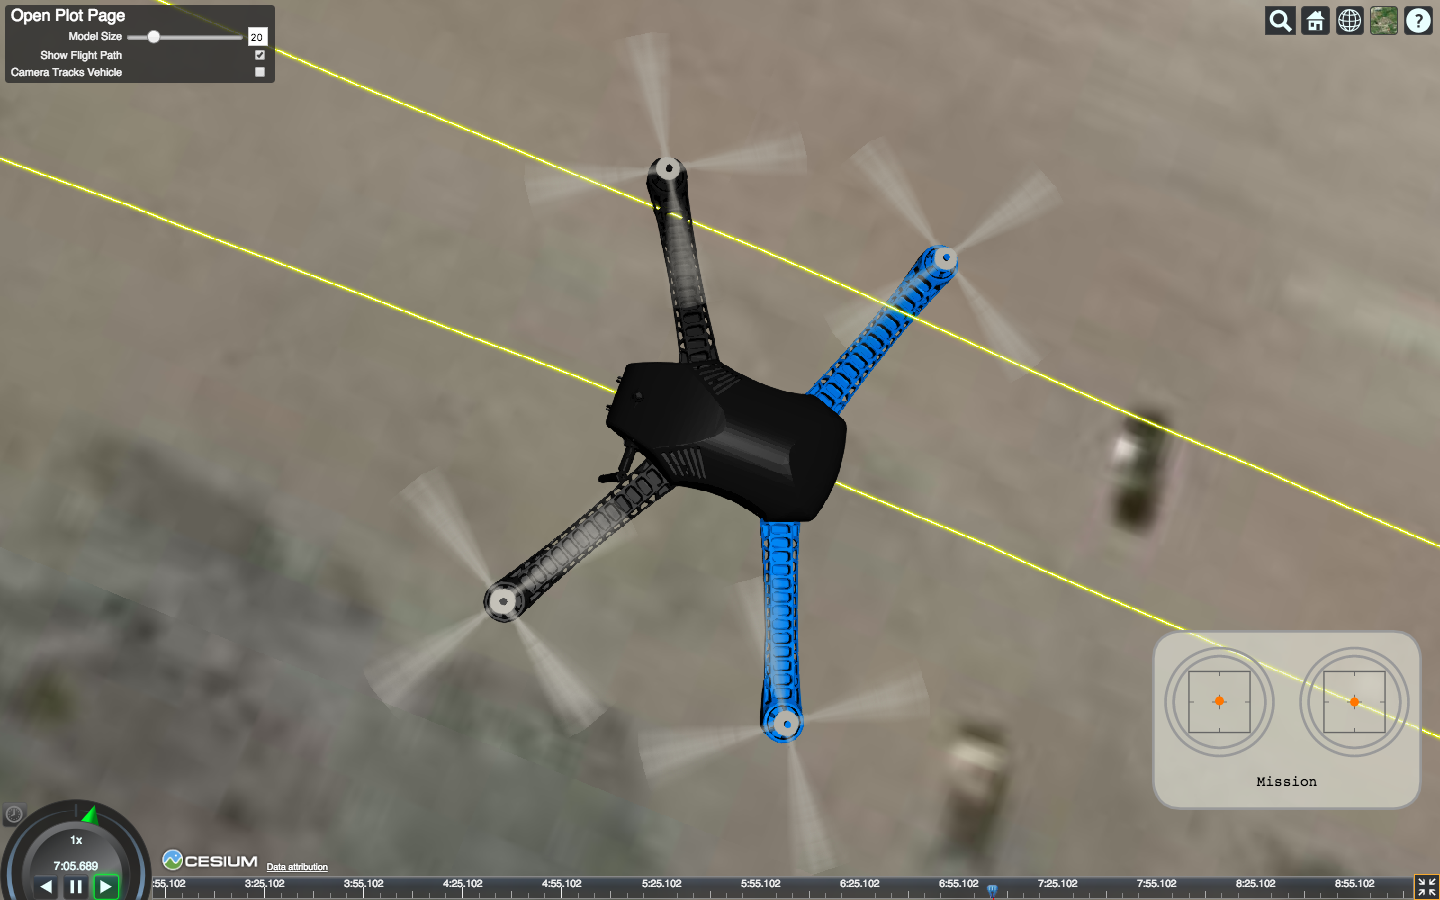 Open Plot Page
Model Size 20
Show Flight Path
Camera Tracks Vehicle
?
Mission
1x
7:05.689
CESIUM Data attribution
:55.102 3:25.102 3:55.102 4:25.102 4:55.102 5:25.102 5:55.102 6:25.102 6:55.102 7:25.102 7:55.102 8:25.102 8:55.102